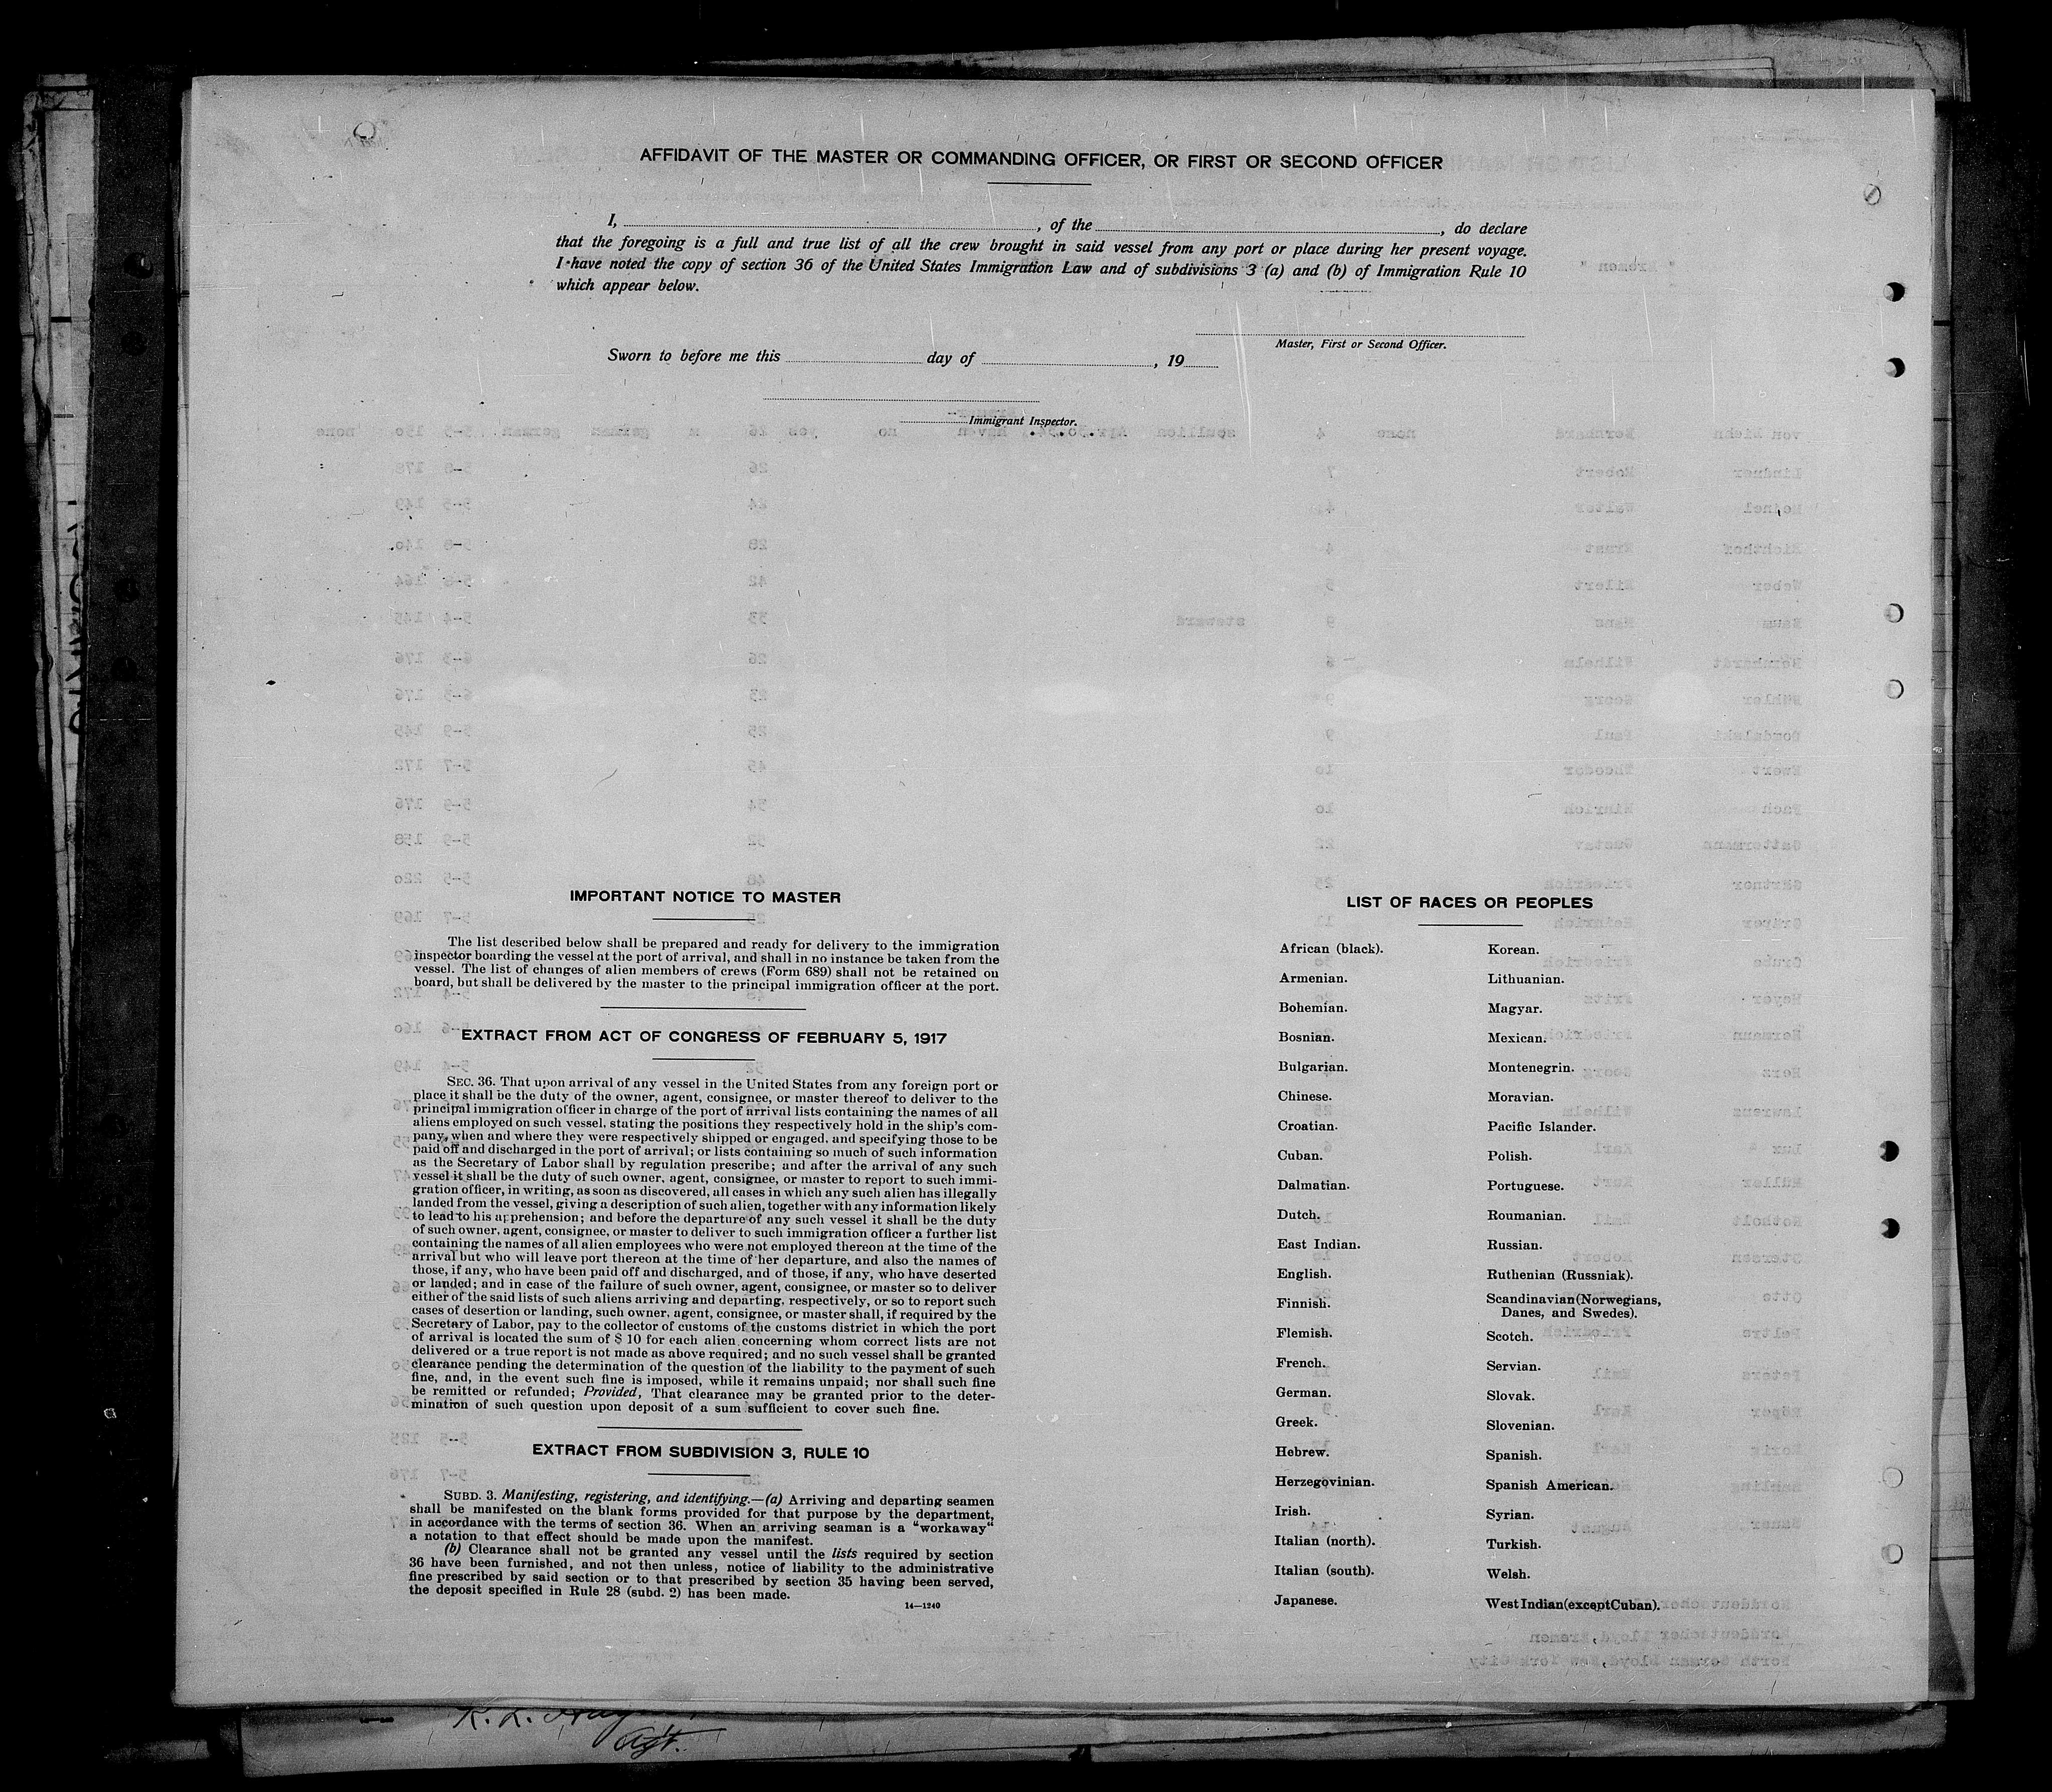 AFFIDAVIT OF THE MASTER OR COMMANDING OFFICER, OR FIRST OR SECOND OFFICER
I, , of the , do declare
that the foregoing is a full and true list of all the crew brought in said vessel from any port or place during her present voyage.
I have noted the copy of section 36 of the United States Immigration Law and of subdivisions 3 (a) and (b) of Immigration Rule 10
which appear below.
Master, First or Second Officer.
Sworn to before me this day of , 19
Immigrant Inspector.
IMPORTANT NOTICE TO MASTER
The list described below shall be prepared and ready for delivery to the immigration
inspector boarding the vessel at the port of arrival, and shall in no instance be taken from the
vessel. The list of changes of alien members of crews (Form 689) shall not be retained on
board, but shall be delivered by the master to the principal immigration officer at the port.
EXTRACT FROM ACT OF CONGRESS OF FEBRUARY 5, 1917
SEC. 36. That upon arrival of any vessel in the United States from any foreign port or
place it shall be the duty of the owner, agent, consignee, or master thereof to deliver to the
principal immigration officer in charge of the port of arrival lists containing the names of all
aliens employed on such vessel, stating the positions they respectively hold in the ship's com-
pany, when and where they were respectively shipped or engaged, and specifying those to be
paid off and discharged in the port of arrival; or lists containing so much of such information
as the Secretary of Labor shall by regulation prescribe; and after the arrival of any such
vessel it shall be the duty of such owner, agent, consignee, or master to report to such immi-
gration officer, in writing, as soon as discovered, all cases in which any such alien has illegally
landed from the vessel, giving a description of such alien, together with any information likely
to lead to his apprehension; and before the departure of any such vessel it shall be the duty
of such owner, agent, consignee, or master to deliver to such immigration officer a further list
containing the names of all alien employees who were not employed thereon at the time of the
arrival but who will leave port thereon at the time of her departure, and also the names of
those, if any, who have been paid off and discharged, and of those, if any, who have deserted
or landed; and in case of the failure of such owner, agent, consignee, or master so to deliver
either of the said lists of such aliens arriving and departing, respectively, or so to report such
cases of desertion or landing, such owner, agent, consignee, or master shall, if required by the
Secretary of Labor, pay to the collector of customs of the customs district in which the port
of arrival is located the sum of $ 10 for each alien concerning whom correct lists are not
delivered or a true report is not made as above required; and no such vessel shall be granted
clearance pending the determination of the question of the liability to the payment of such
fine, and, in the event such fine is imposed, while it remains unpaid; nor shall such fine
be remitted or refunded; Provided, That clearance may be granted prior to the deter-
mination of such question upon deposit of a sum sufficient to cover such fine.
EXTRACT FROM SUBDIVISION 3, RULE 10
SUBD. 3. Manifesting, registering, and identifying.—(a) Arriving and departing seamen
shall be manifested on the blank forms provided for that purpose by the department,
in accordance with the terms of section 36. When an arriving seaman is a “workaway“
a notation to that effect should be made upon the manifest.
(b) Clearance shall not be granted any vessel until the lists required by section
36 have been furnished, and not then unless, notice of liability to the administrative
fine prescribed by said section or to that prescribed by section 35 having been served,
the deposit specified in Rule 28 (subd. 2) has been made.
14—1240
LIST OF RACES OR PEOPLES
African (black).
Armenian.
Bohemian.
Bosnian.
Bulgarian.
Chinese.
Croatian.
Cuban.
Dalmatian.
Dutch.
East Indian.
English.
Finnish.
Flemish.
French.
German.
Greek.
Hebrew.
Herzegovinian.
Irish.
Italian (north).
Italian (south).
Japanese.
Korean.
Lithuanian.
Magyar.
Mexican.
Montenegrin.
Moravian.
Pacific Islander.
Polish.
Portuguese.
Roumanian.
Russian.
Ruthenian (Russniak).
Scandinavian(Norwegians,
Danes, and Swedes).
Scotch.
Servian.
Slovak.
Slovenian.
Spanish.
Spanish American.
Syrian.
Turkish.
Welsh.
West Indian(except Cuban).
K. L.
Agt.